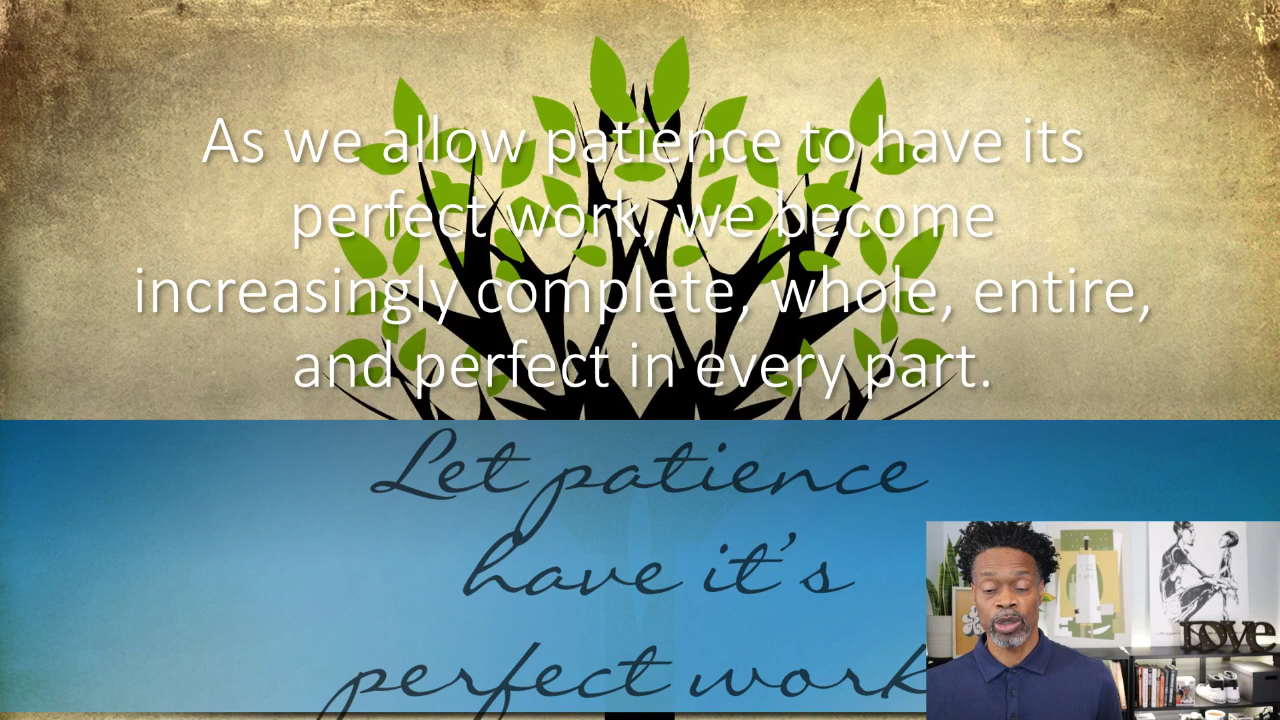 As we allow patience to have its
perfect work, we become
increasingly complete, whole, entire,
and perfect in every part.
Let patience
have it's
perfect work
Love